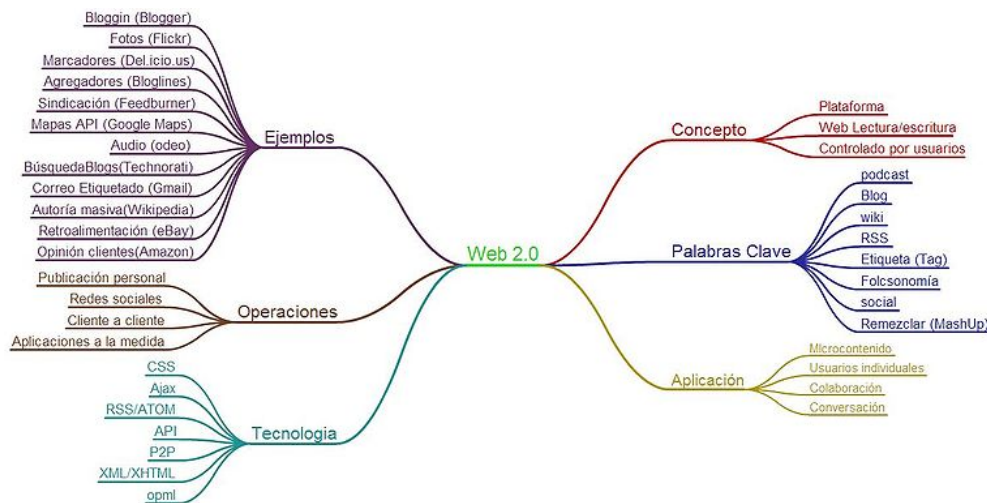 Web 2.0
Ejemplos
Bloggin (Blogger)
Fotos (Flickr)
Marcadores (Del.icio.us)
Agregadores (Bloglines)
Sindicación (Feedburner)
Mapas API (Google Maps)
Audio (odeo)
BúsquedaBlogs(Technorati)
Correo Etiquetado (Gmail)
Autoría masiva(Wikipedia)
Retroalimentación (eBay)
Opinión clientes(Amazon)
Operaciones
Publicación personal
Redes sociales
Cliente a cliente
Aplicaciones a la medida
Tecnologia
CSS
Ajax
RSS/ATOM
API
P2P
XML/XHTML
opml
Concepto
Plataforma
Web Lectura/escritura
Controlado por usuarios
Palabras Clave
podcast
Blog
wiki
RSS
Etiqueta (Tag)
Folcsonomía
social
Remezclar (MashUp)
Aplicación
Microcontenido
Usuarios individuales
Colaboración
Conversación